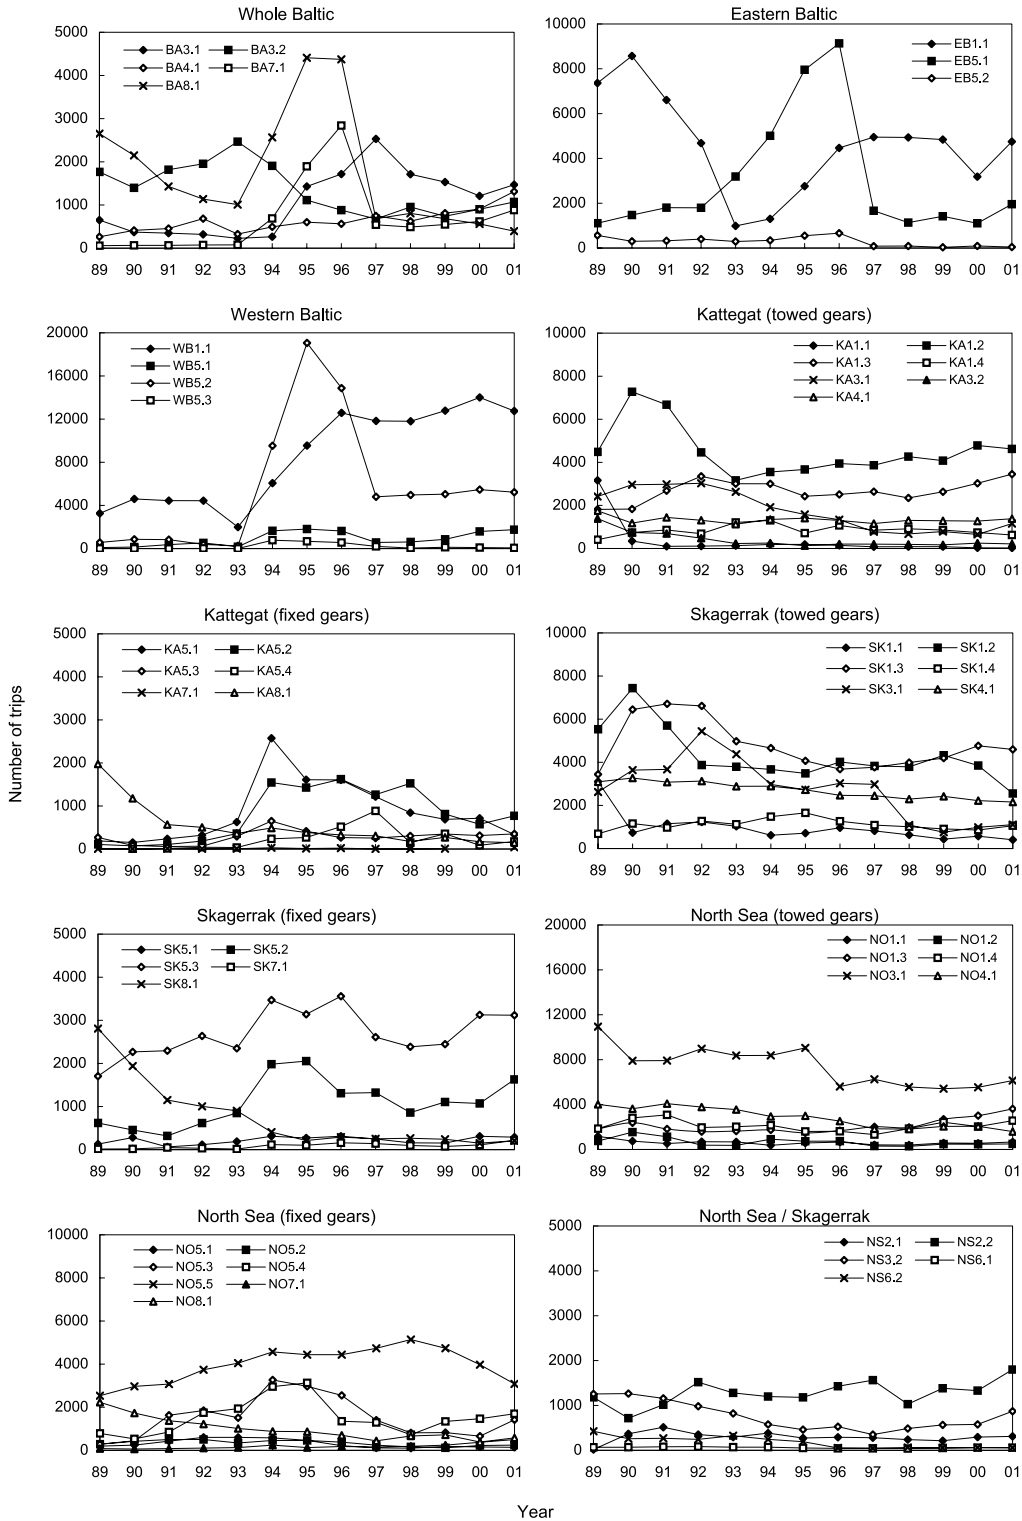 Whole Baltic
5000
4000
3000
2000
1000
0
BA3.1 BA3.2
BA4.1 BA7.1
BA8.1
89 90 91 92 93 94 95 96 97 98 99 00 01
Eastern Baltic
10000
8000
6000
4000
2000
0
EB1.1
EB5.1
EB5.2
89 90 91 92 93 94 95 96 97 98 99 00 01
Western Baltic
20000
16000
12000
8000
4000
0
WB1.1
WB5.1
WB5.2
WB5.3
89 90 91 92 93 94 95 96 97 98 99 00 01
Kattegat (towed gears)
10000
8000
6000
4000
2000
0
KA1.1 KA1.2
KA1.3 KA1.4
KA3.1 KA3.2
KA4.1
89 90 91 92 93 94 95 96 97 98 99 00 01
Kattegat (fixed gears)
5000
4000
3000
2000
1000
0
KA5.1 KA5.2
KA5.3 KA5.4
KA7.1 KA8.1
89 90 91 92 93 94 95 96 97 98 99 00 01
Skagerrak (towed gears)
10000
8000
6000
4000
2000
0
SK1.1 SK1.2
SK1.3 SK1.4
SK3.1 SK4.1
89 90 91 92 93 94 95 96 97 98 99 00 01
Number of trips
Skagerrak (fixed gears)
5000
4000
3000
2000
1000
0
SK5.1 SK5.2
SK5.3 SK7.1
SK8.1
89 90 91 92 93 94 95 96 97 98 99 00 01
North Sea (towed gears)
20000
16000
12000
8000
4000
0
NO1.1 NO1.2
NO1.3 NO1.4
NO3.1 NO4.1
89 90 91 92 93 94 95 96 97 98 99 00 01
North Sea (fixed gears)
10000
8000
6000
4000
2000
0
NO5.1 NO5.2
NO5.3 NO5.4
NO5.5 NO7.1
NO8.1
89 90 91 92 93 94 95 96 97 98 99 00 01
North Sea / Skagerrak
5000
4000
3000
2000
1000
0
NS2.1 NS2.2
NS3.2 NS6.1
NS6.2
89 90 91 92 93 94 95 96 97 98 99 00 01
Year